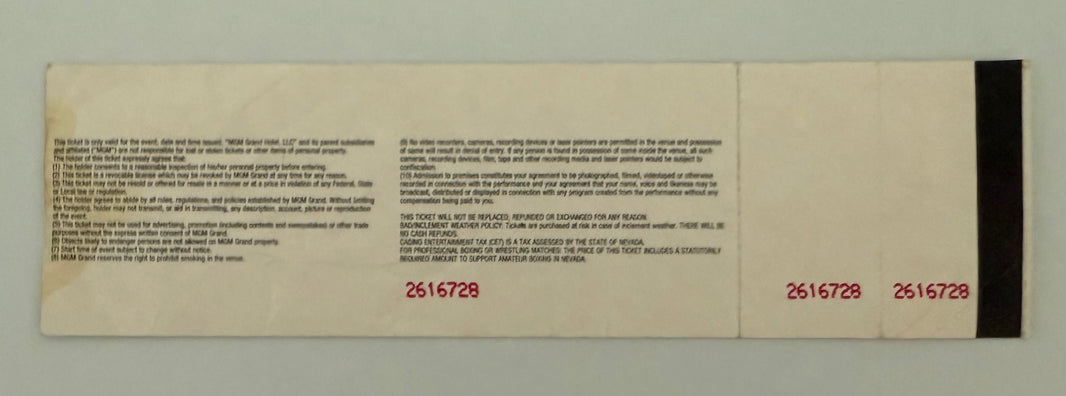 This ticket is only valid for the event, date and time issued. "MGM Grand Hotel, LLC" and its parent subsidiaries
and affiliates ("MGM") are not responsible for lost or stolen tickets or other items of personal property.
The holder of this ticket expressly agrees that:
(1) The holder consents to a reasonable inspection of his/her personal property before entering.
(2) This ticket is a revocable license which may be revoked by MGM Grand at any time for any reason.
(3) This ticket may not be resold or offered for resale in a manner or at a price in violation of any Federal, State
or Local law or regulation.
(4) The holder agrees to abide by all rules, regulations, and policies established by MGM Grand. Without limiting
the foregoing, holder may not transmit, or aid in transmitting, any description, account, picture or reproduction
of the event.
(5) This ticket may not be used for advertising, promotion (including contests and sweepstakes) or other trade
purposes without the express written consent of MGM Grand.
(6) Objects likely to endanger persons are not allowed on MGM Grand property.
(7) Start time of event subject to change without notice.
(8) MGM Grand reserves the right to prohibit smoking in the venue.
(9) No video recorders, cameras, recording devices or laser pointers are permitted in the venue and possession
of same will result in denial of entry. If any person is found in possession of same inside the venue, all such
cameras, recording devices, film, tape and other recording media and laser pointers would be subject to
confiscation.
(10) Admission to premises constitutes your agreement to be photographed, filmed, videotaped or otherwise
recorded in connection with the performance and your agreement that your name, voice and likeness may be
broadcast, distributed or displayed in connection with any program created from the performance without any
compensation being paid to you.
THIS TICKET WILL NOT BE REPLACED, REFUNDED OR EXCHANGED FOR ANY REASON.
BAD/INCLEMENT WEATHER POLICY: Tickets are purchased at risk in case of inclement weather. THERE WILL BE
NO CASH REFUNDS.
CASINO ENTERTAINMENT TAX (CET) IS A TAX ASSESSED BY THE STATE OF NEVADA.
FOR PROFESSIONAL BOXING OR WRESTLING MATCHES: THE PRICE OF THIS TICKET INCLUDES A STATUTORILY
REQUIRED AMOUNT TO SUPPORT AMATEUR BOXING IN NEVADA.
2616728
2616728
2616728